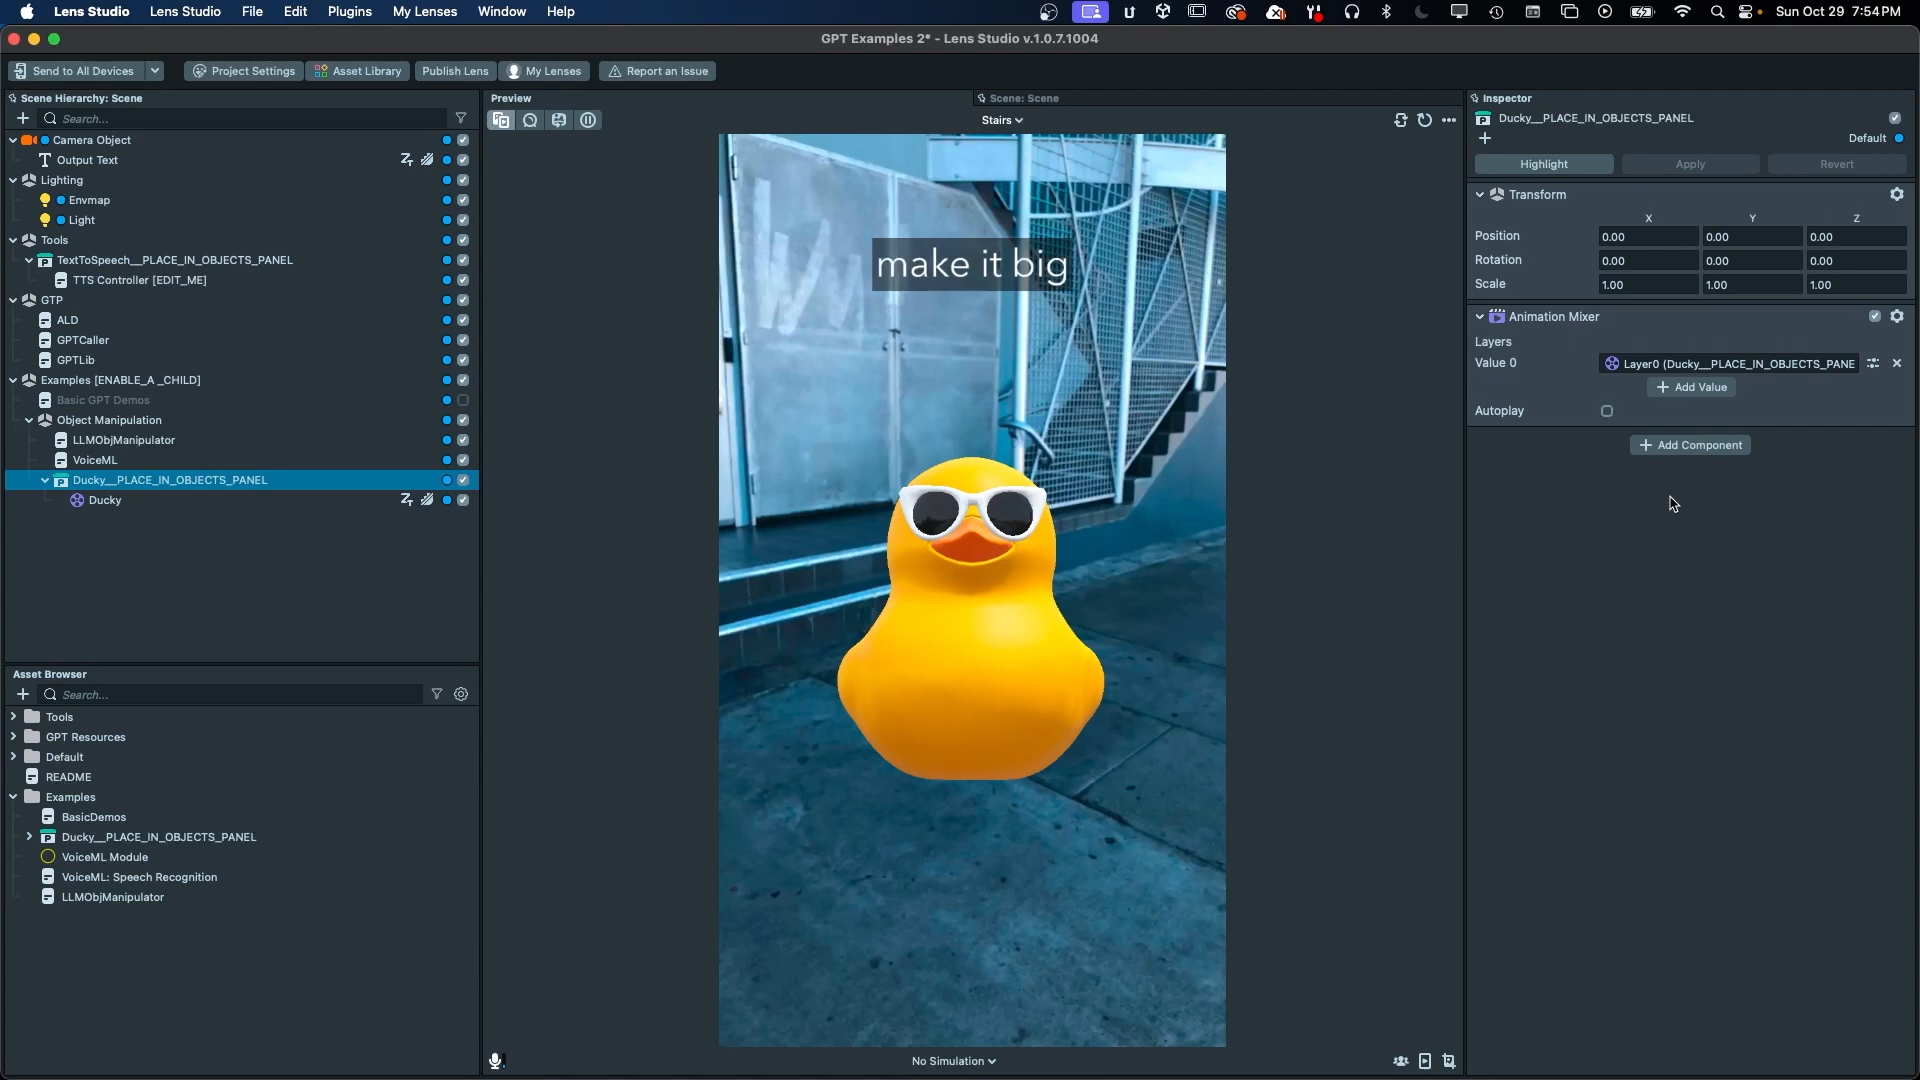 Lens Studio Lens Studio File Edit Plugins My Lenses Window Help Sun Oct 29 7:54 PM
GPT Examples 2* - Lens Studio v.1.0.7.1004
Send to All Devices Project Settings Asset Library Publish Lens My Lenses Report an Issue
Scene Hierarchy: Scene
Search...
Camera Object
Output Text
Lighting
Envmap
Light
Tools
TextToSpeech__PLACE_IN_OBJECTS_PANEL
TTS Controller [EDIT_ME]
GTP
ALD
GPTCaller
GPTLib
Examples [ENABLE_A _CHILD]
Basic GPT Demos
Object Manipulation
LLMObjManipulator
VoiceML
Ducky__PLACE_IN_OBJECTS_PANEL
Ducky
Asset Browser
Search...
Tools
GPT Resources
Default
README
Examples
BasicDemos
Ducky__PLACE_IN_OBJECTS_PANEL
VoiceML Module
VoiceML: Speech Recognition
LLMObjManipulator
Preview
Scene: Scene
Stairs
make it big
No Simulation
Inspector
Ducky__PLACE_IN_OBJECTS_PANEL
Default
Highlight Apply Revert
Transform
X Y Z
Position 0.00 0.00 0.00
Rotation 0.00 0.00 0.00
Scale 1.00 1.00 1.00
Animation Mixer
Layers
Value 0 Layer0 (Ducky__PLACE_IN_OBJECTS_PANE
Add Value
Autoplay
Add Component